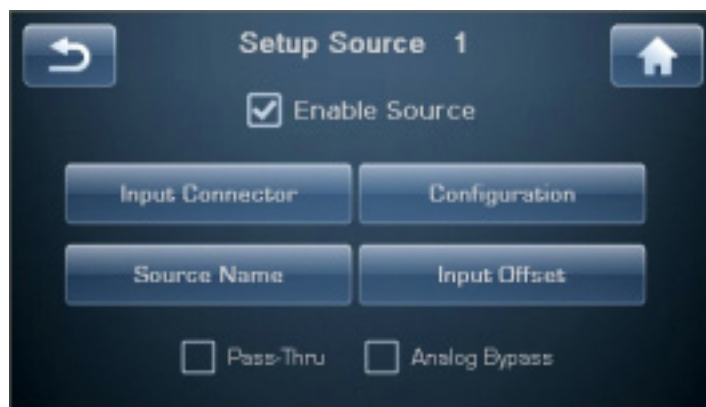 Setup Source 1
Enable Source
Input Connector Configuration
Source Name Input Offset
Pass-Thru Analog Bypass